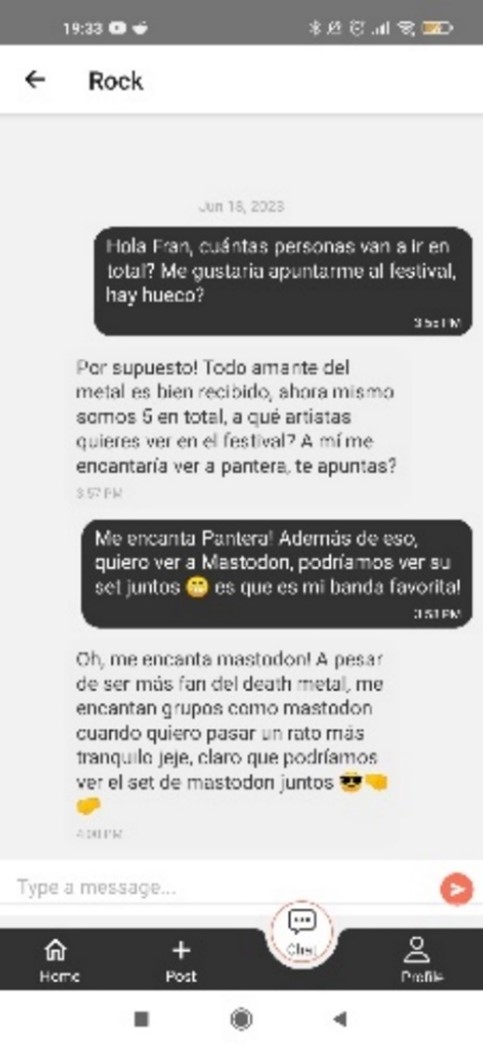 19:33
Rock
Jun 18, 2023
Hola Fran, cuántas personas van a ir en
total? Me gustaría apuntarme al festival,
hay hueco?
Por supuesto! Todo amante del
metal es bien recibido, ahora mismo
somos 5 en total, a qué artistas
quieres ver en el festival? A mí me
encantaría ver a pantera, te apuntas?
3:57 PM
Me encanta Pantera! Además de eso,
quiero ver a Mastodon, podríamos ver su
set juntos 😁 es que es mi banda favorita!
Oh, me encanta mastodon! A pesar
de ser más fan del death metal, me
encantan grupos como mastodon
cuando quiero pasar un rato más
tranquilo jeje, claro que podríamos
ver el set de mastodon juntos 😎🤜
🤛
4:00 PM
Type a message...
Home
Post
Chat
Profile